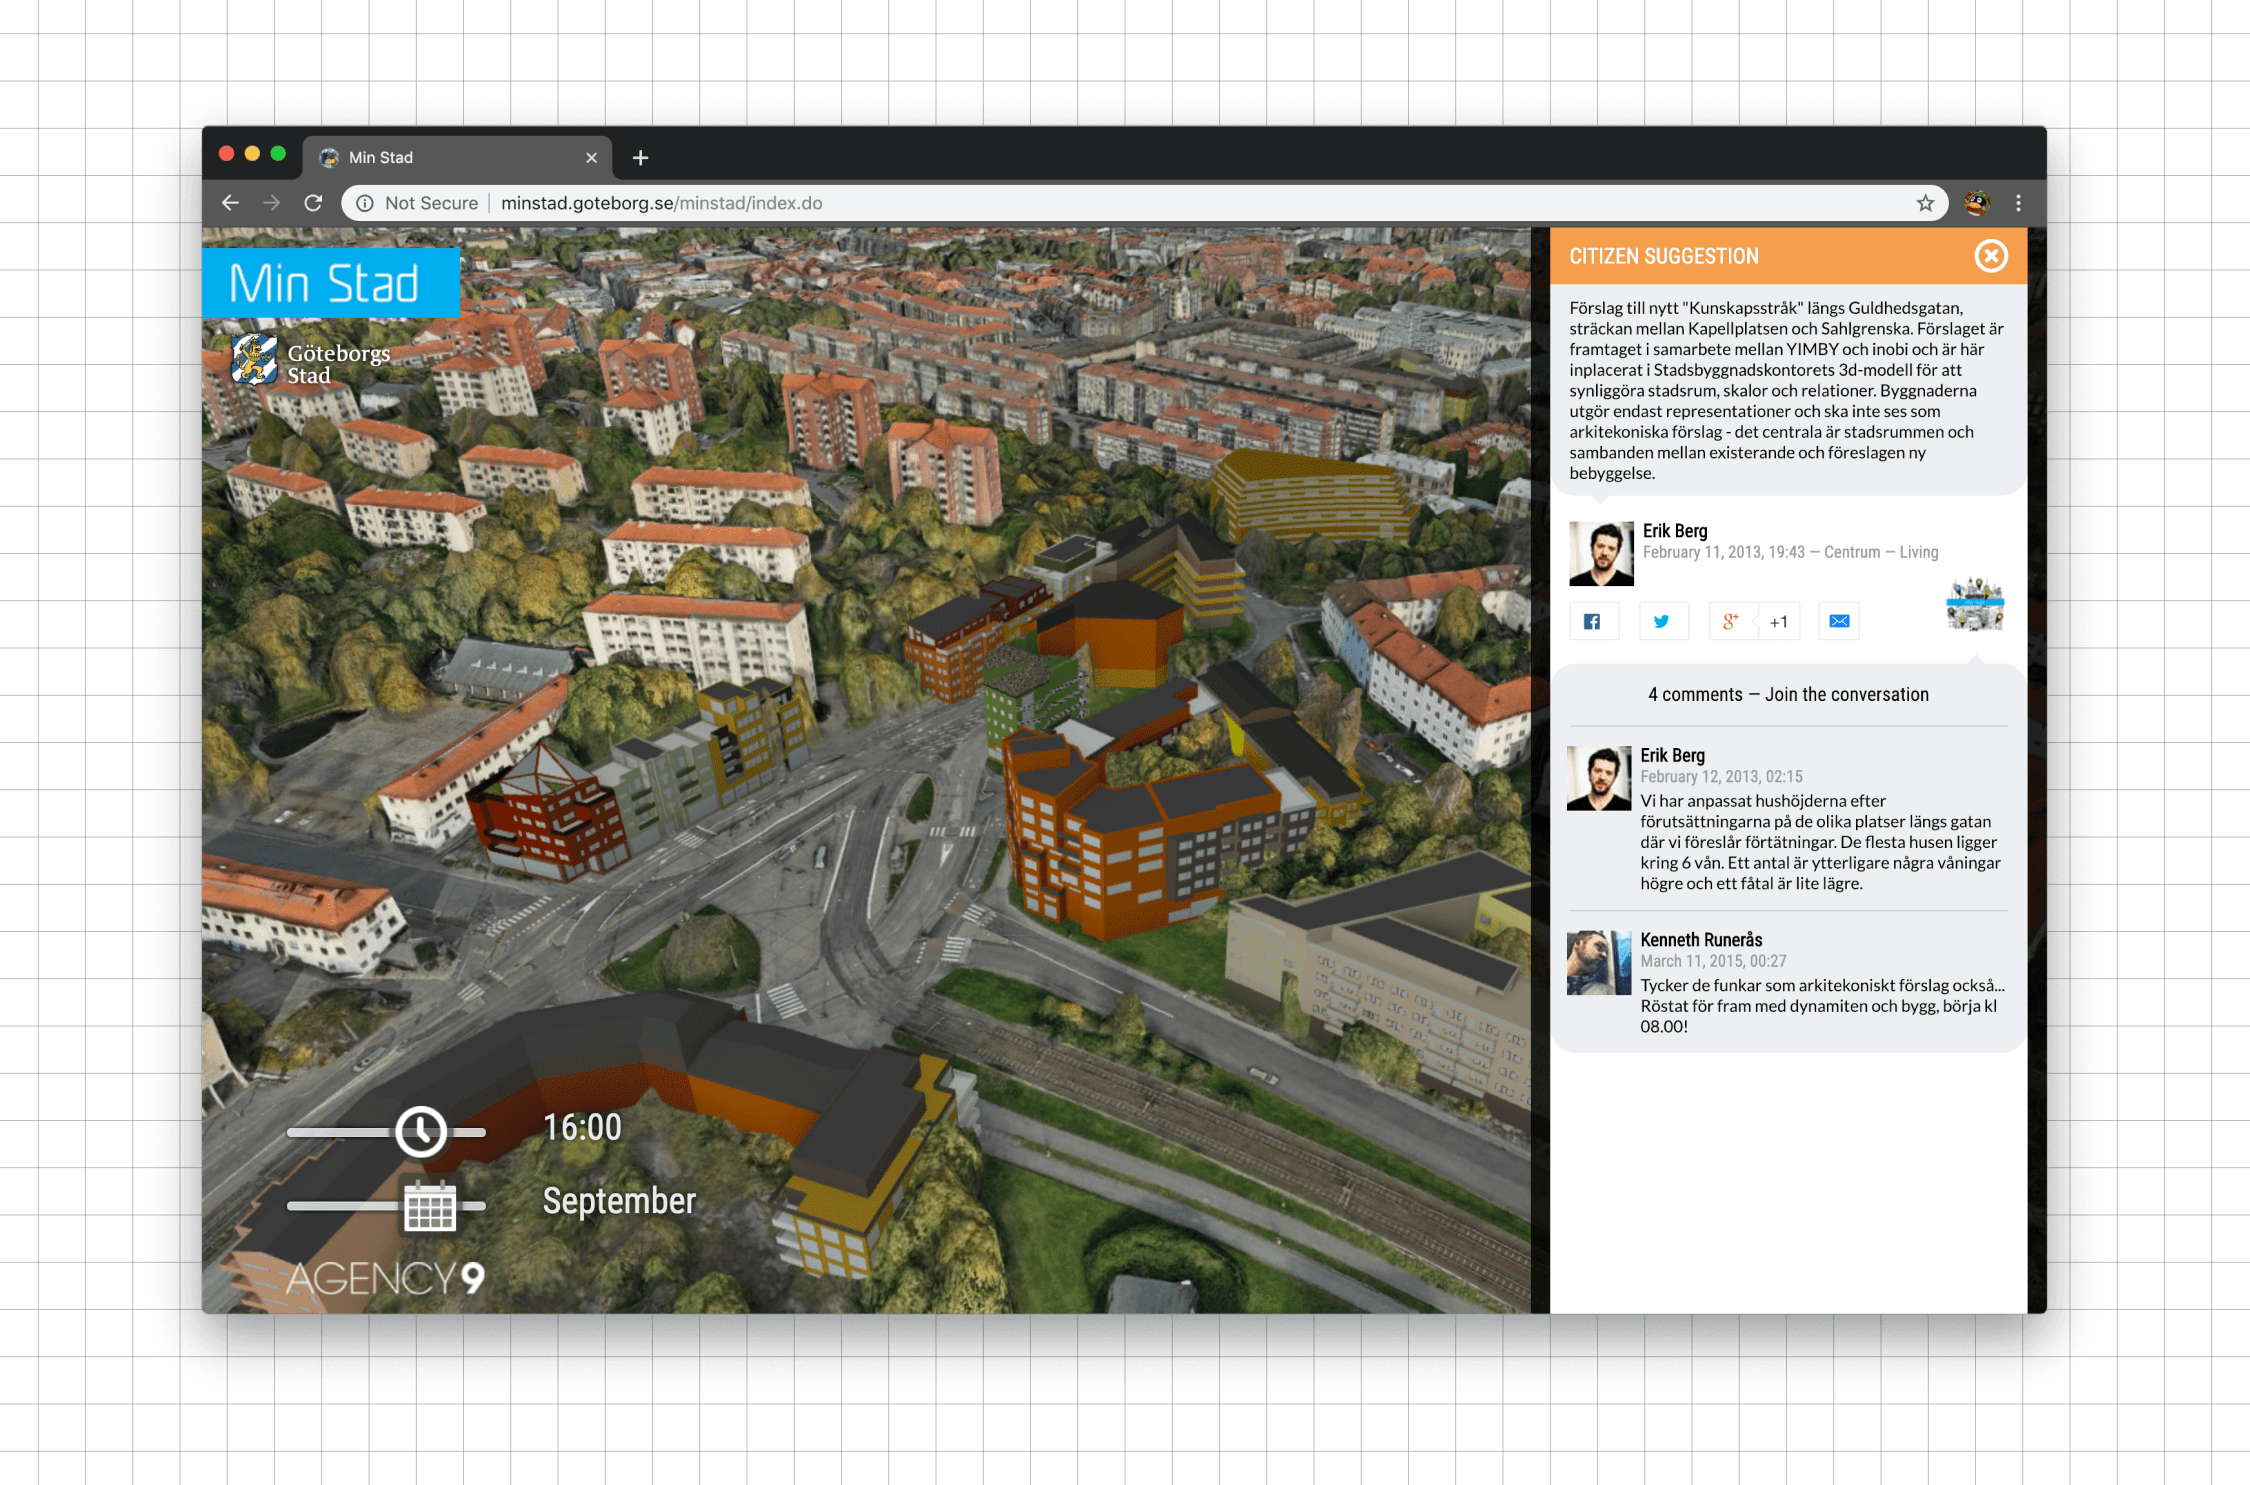 Min Stad
Not Secure
minstad.goteborg.se/minstad/index.do
Min Stad
Göteborgs
Stad
16:00
September
AGENCY9
CITIZEN SUGGESTION
Förslag till nytt "Kunskapsstråk" längs Guldhedsgatan,
sträckan mellan Kapellplatsen och Sahlgrenska. Förslaget är
framtaget i samarbete mellan YIMBY och inobi och är här
inplacerat i Stadsbyggnadskontorets 3d-modell för att
synliggöra stadsrum, skalor och relationer. Byggnaderna
utgör endast representationer och ska inte ses som
arkitekoniska förslag - det centrala är stadsrummen och
sambanden mellan existerande och föreslagen ny
bebyggelse.
Erik Berg
February 11, 2013, 19:43 — Centrum — Living
+1
4 comments — Join the conversation
Erik Berg
February 12, 2013, 02:15
Vi har anpassat hushöjderna efter
förutsättningarna på de olika platser längs gatan
där vi föreslår förtätningar. De flesta husen ligger
kring 6 vån. Ett antal är ytterligare några våningar
högre och ett fåtal är lite lägre.
Kenneth Runerås
March 11, 2015, 00:27
Tycker de funkar som arkitekoniskt förslag också...
Röstat för fram med dynamiten och bygg, börja kl
08.00!